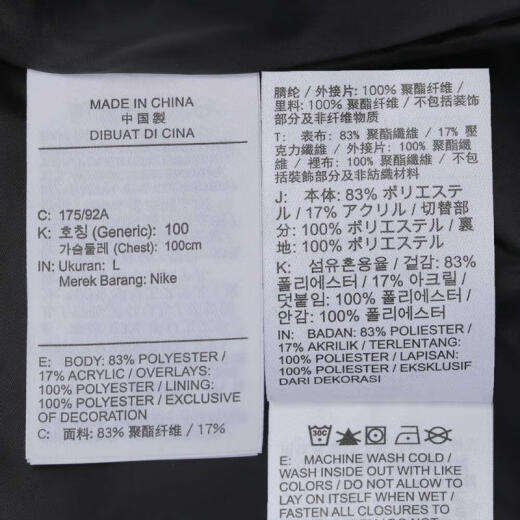 MADE IN CHINA
中国製
DIBUAT DI CINA
C: 175/92A
K: 호칭 (Generic): 100
가슴둘레 (Chest): 100cm
IN: Ukuran: L
Merek Barang: Nike
E: BODY: 83% POLYESTER /
17% ACRYLIC / OVERLAYS:
100% POLYESTER / LINING:
100% POLYESTER / EXCLUSIVE
OF DECORATION
C: 面料: 83% 聚酯纤维 / 17%
腈纶 / 外接片: 100% 聚酯纤维 /
里料: 100% 聚酯纤维 / 不包括装饰
部分及非纤维部分
T: 表布: 83% 聚酯纖維 / 17% 壓
克力纖維 / 外接片: 100% 聚酯纖
維 / 裡布: 100% 聚酯纖維 / 不包
括裝飾部分及非紡織材料
J: 本体: 83% ポリエステ
ル / 17% アクリル / 切替部
分: 100% ポリエステル / 裏
地: 100% ポリエステル
K: 섬유혼용율 / 겉감: 83%
폴리에스터 / 17% 아크릴 /
덧붙임: 100% 폴리에스터 /
안감: 100% 폴리에스터
IN: BADAN: 83% POLIESTER /
17% AKRILIK / TERLENTANG:
100% POLIESTER / LAPISAN:
100% POLIESTER / EKSKLUSIF
DARI DEKORASI
30C
E: MACHINE WASH COLD /
WASH INSIDE OUT WITH LIKE
COLORS / DO NOT ALLOW TO
LAY ON ITSELF WHEN WET /
FASTEN ALL CLOSURES TO